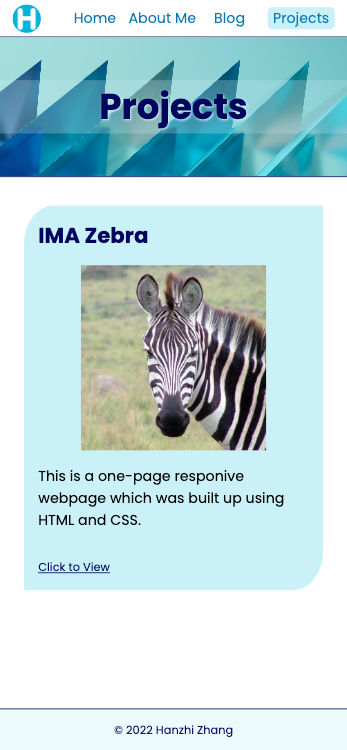 H
Home About Me Blog Projects
Projects
IMA Zebra
This is a one-page responive
webpage which was built up using
HTML and CSS.
Click to View
© 2022 Hanzhi Zhang